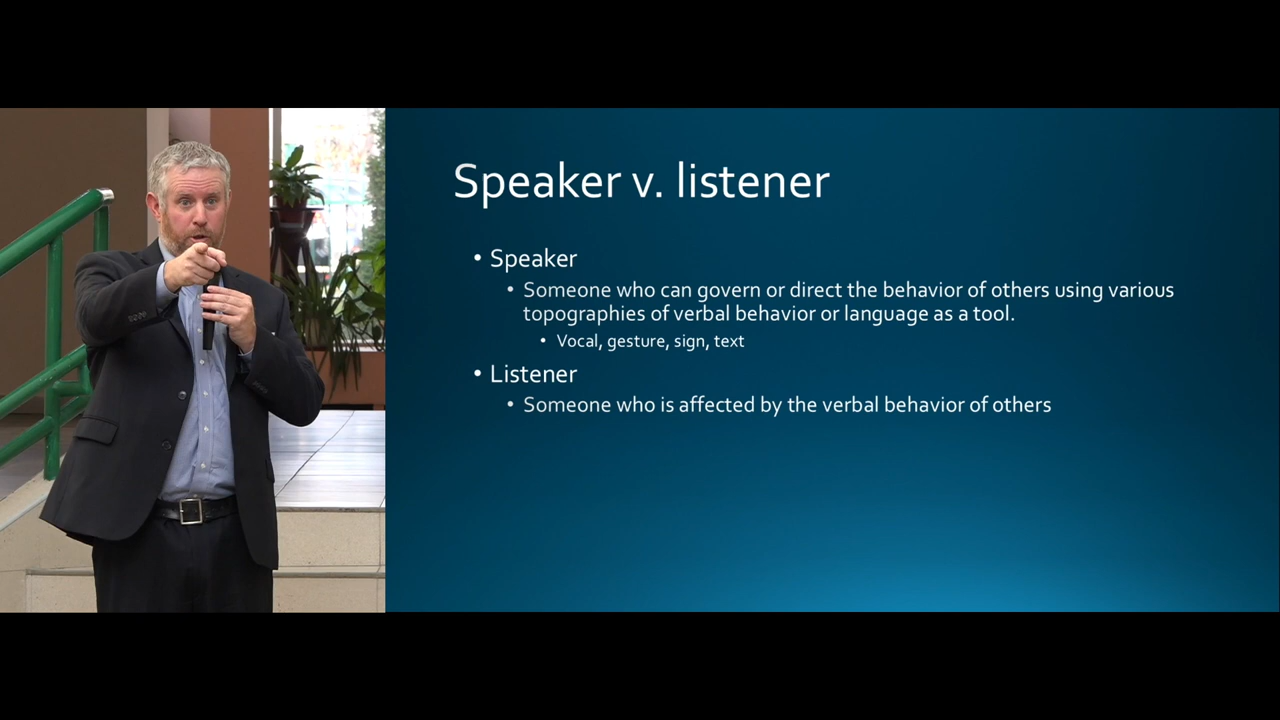 Speaker v. listener
• Speaker
• Someone who can govern or direct the behavior of others using various
topographies of verbal behavior or language as a tool.
• Vocal, gesture, sign, text
• Listener
• Someone who is affected by the verbal behavior of others